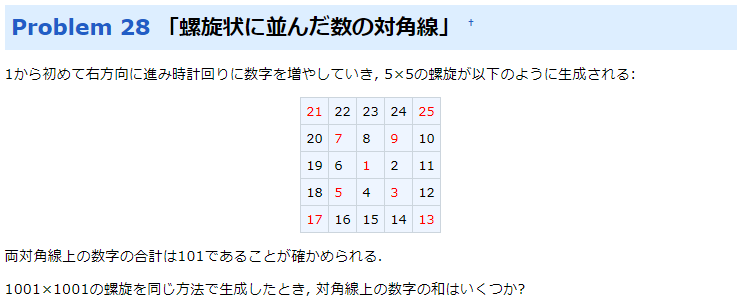 Problem 28 「螺旋状に並んだ数の対角線」 †
1から初めて右方向に進み時計回りに数字を増やしていき, 5×5の螺旋が以下のように生成される:
21 22 23 24 25
20 7 8 9 10
19 6 1 2 11
18 5 4 3 12
17 16 15 14 13
両対角線上の数字の合計は101であることが確かめられる.
1001×1001の螺旋を同じ方法で生成したとき, 対角線上の数字の和はいくつか?